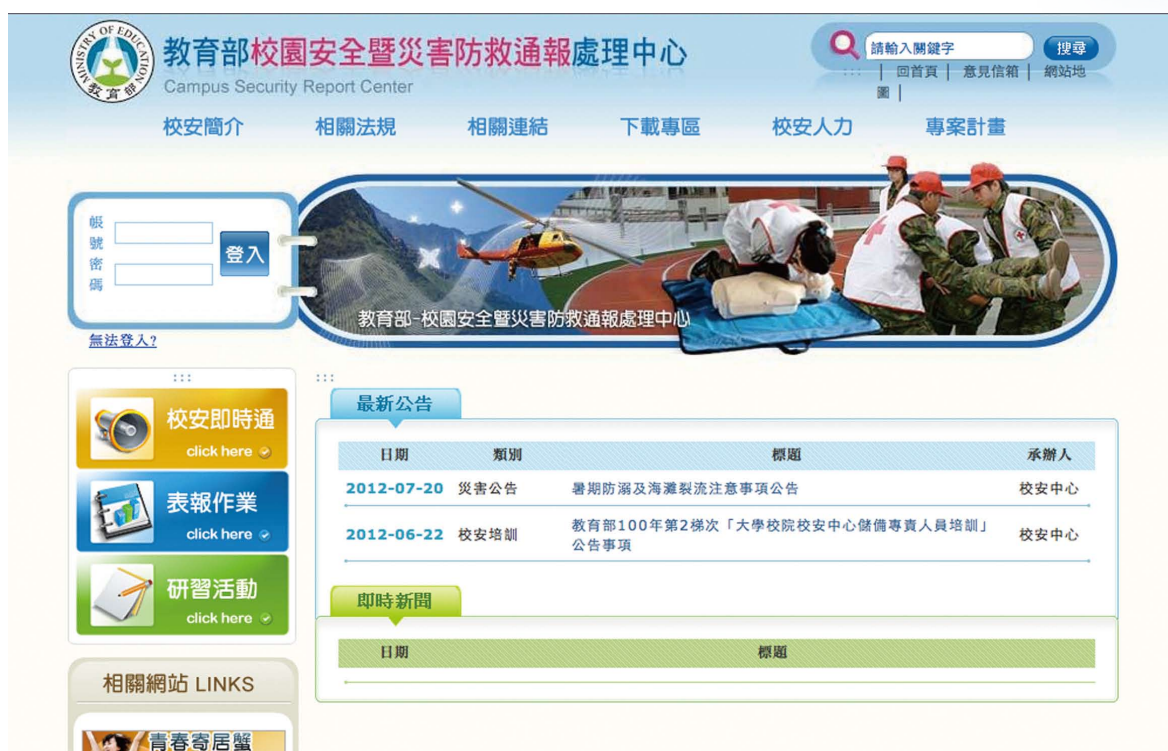 MINISTRY OF EDUCATION
教育部
教育部校園安全暨災害防救通報處理中心
Campus Security Report Center
請輸入關鍵字
搜尋
::: | 回首頁 | 意見信箱 | 網站地
圖 |
校安簡介 相關法規 相關連結 下載專區 校安人力 專案計畫
帳
號
密
碼
登入
無法登入?
教育部-校園安全暨災害防救通報處理中心
:::
校安即時通
click here
表報作業
click here
研習活動
click here
相關網站 LINKS
青春寄居蟹
:::
最新公告
日期 類別 標題 承辦人
2012-07-20 災害公告 暑期防溺及海灘裂流注意事項公告 校安中心
2012-06-22 校安培訓 教育部100年第2梯次「大學校院校安中心儲備專責人員培訓」 校安中心
公告事項
即時新聞
日期 標題